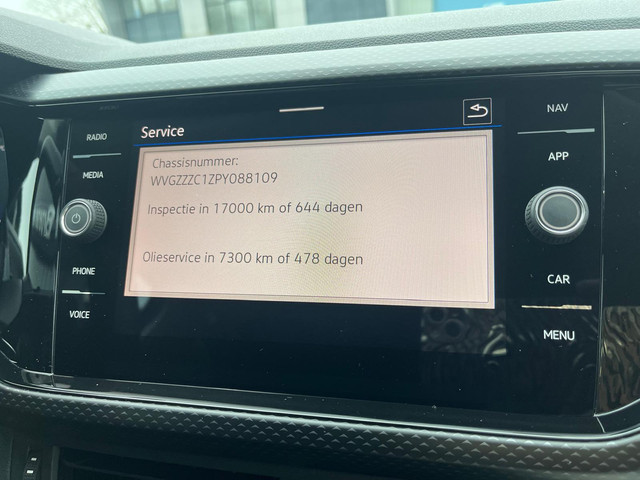 RADIO
MEDIA
PHONE
VOICE
Service
Chassisnummer:
WVGZZZC1ZPY088109
Inspectie in 17000 km of 644 dagen
Olieservice in 7300 km of 478 dagen
NAV
APP
CAR
MENU